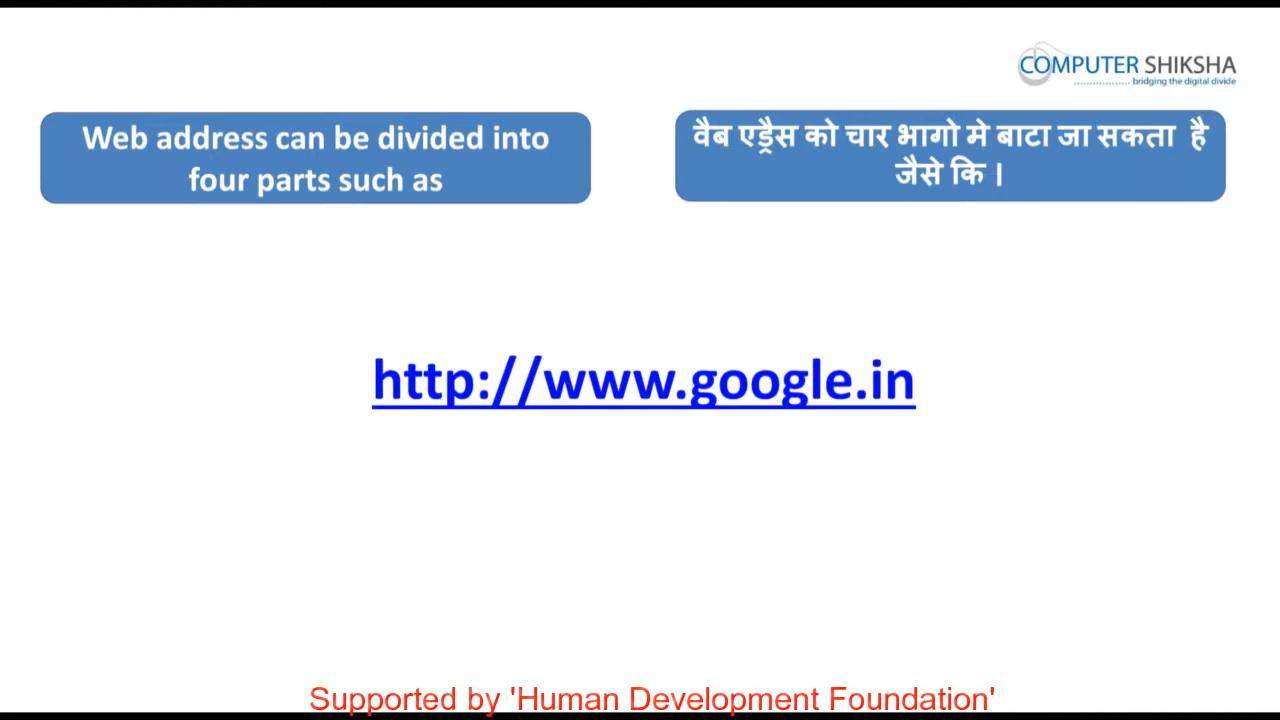 COMPUTER SHIKSHA
bridging the digital divide
Web address can be divided into
four parts such as
वैब एड्रैस को चार भागो मे बाटा जा सकता है
जैसे कि ।
http://www.google.in
Supported by 'Human Development Foundation'